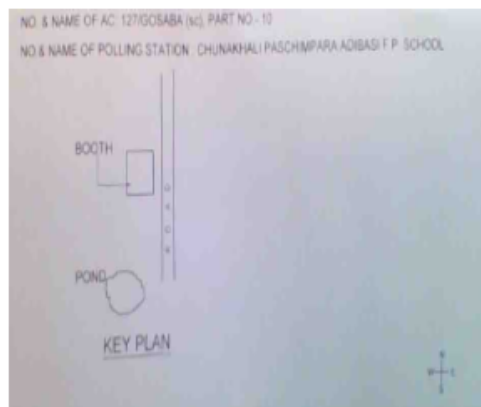 NO. & NAME OF AC: 127/GOSABA (sc), PART NO.- 10
NO.& NAME OF POLLING STATION : CHUNAKHALI PASCHIMPARA ADIBASI F.P. SCHOOL
BOOTH
POND
KEY PLAN